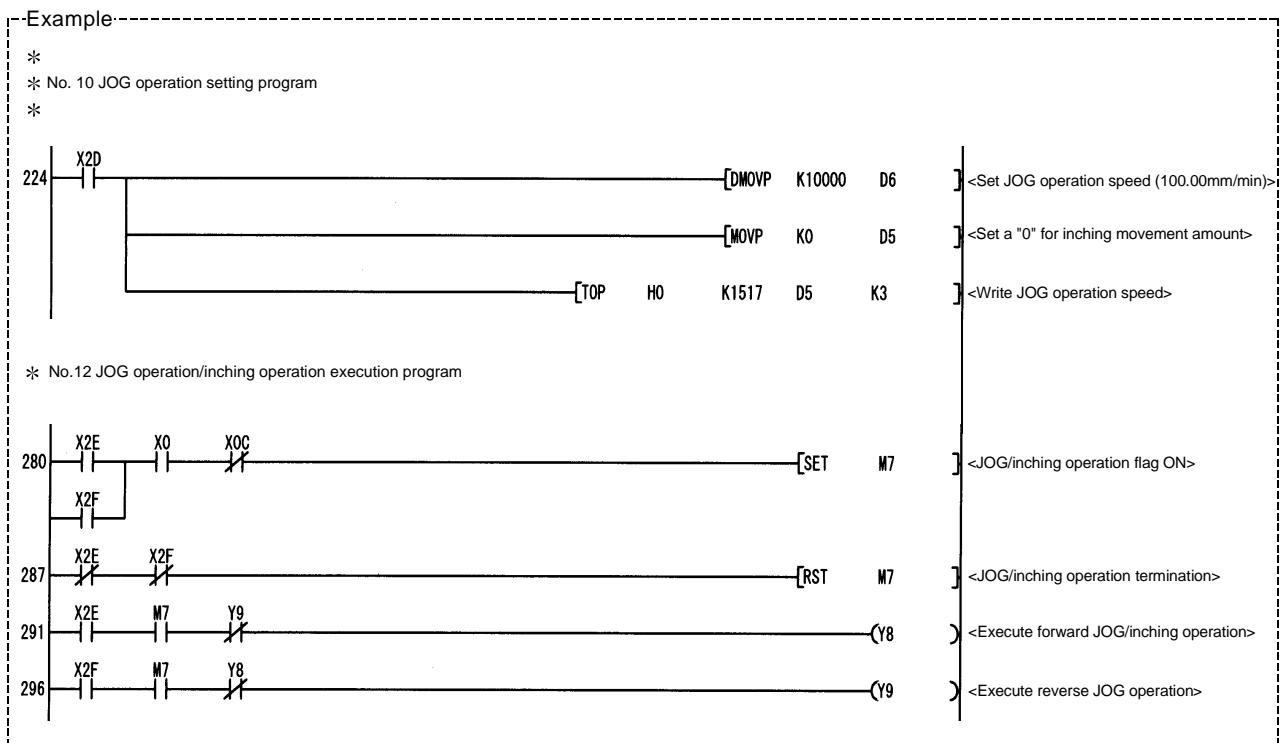 Example
*
* No. 10 JOG operation setting program
*
X2D
224 [DMOVP K10000 D6 ] <Set JOG operation speed (100.00mm/min)>
[MOVP K0 D5 ] <Set a "0" for inching movement amount>
[TOP H0 K1517 D5 K3 ] <Write JOG operation speed>
* No.12 JOG operation/inching operation execution program
X2E X0 X0C
280 [SET M7 ] <JOG/inching operation flag ON>
X2F
X2E X2F
287 [RST M7 ] <JOG/inching operation termination>
X2E M7 Y9
291 (Y8 ) <Execute forward JOG/inching operation>
X2F M7 Y8
296 (Y9 ) <Execute reverse JOG operation>